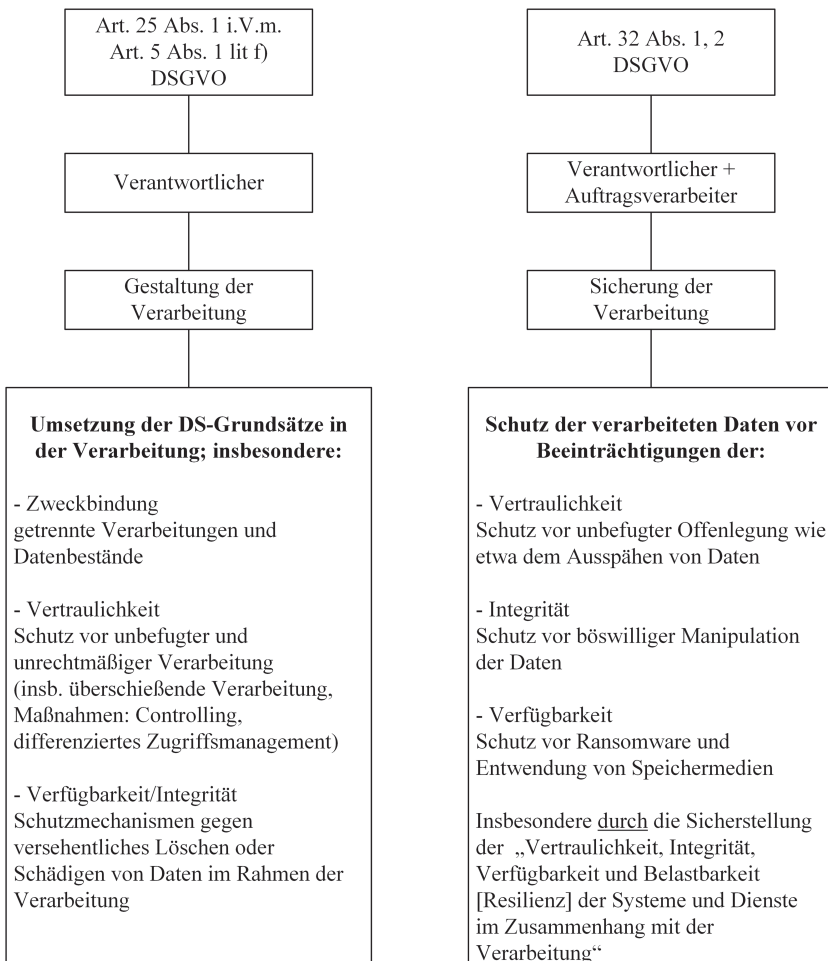 Art. 25 Abs. 1 i.V.m.
Art. 5 Abs. 1 lit f)
DSGVO
Verantwortlicher
Gestaltung der
Verarbeitung
Umsetzung der DS-Grundsätze in
der Verarbeitung; insbesondere:
- Zweckbindung
getrennte Verarbeitungen und
Datenbestände
- Vertraulichkeit
Schutz vor unbefugter und
unrechtmäßiger Verarbeitung
(insb. überschießende Verarbeitung,
Maßnahmen: Controlling,
differenziertes Zugriffsmanagement)
- Verfügbarkeit/Integrität
Schutzmechanismen gegen
versehentliches Löschen oder
Schädigen von Daten im Rahmen der
Verarbeitung
Art. 32 Abs. 1, 2
DSGVO
Verantwortlicher +
Auftragsverarbeiter
Sicherung der
Verarbeitung
Schutz der verarbeiteten Daten vor
Beeinträchtigungen der:
- Vertraulichkeit
Schutz vor unbefugter Offenlegung wie
etwa dem Ausspähen von Daten
- Integrität
Schutz vor böswilliger Manipulation
der Daten
- Verfügbarkeit
Schutz vor Ransomware und
Entwendung von Speichermedien
Insbesondere durch die Sicherstellung
der „Vertraulichkeit, Integrität,
Verfügbarkeit und Belastbarkeit
[Resilienz] der Systeme und Dienste
im Zusammenhang mit der
Verarbeitung“